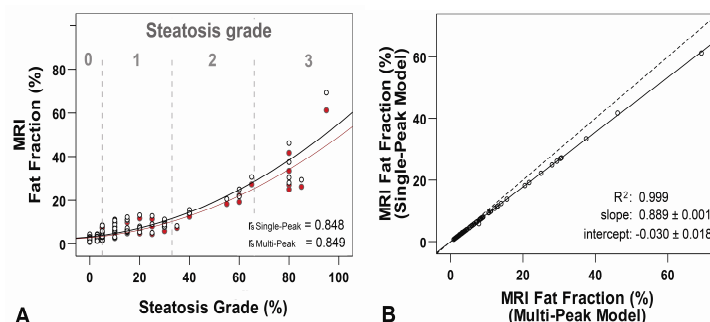 Steatosis grade
0 1 2 3
MRI
Fat Fraction (%)
100
80
60
40
20
0
rs Single-Peak = 0.848
rs Multi-Peak = 0.849
0 20 40 60 80 100
Steatosis Grade (%)
A
MRI Fat Fraction (%)
(Single-Peak Model)
60
40
20
0
R²: 0.999
slope: 0.889 ± 0.001
intercept: -0.030 ± 0.018
0 20 40 60
MRI Fat Fraction (%)
(Multi-Peak Model)
B